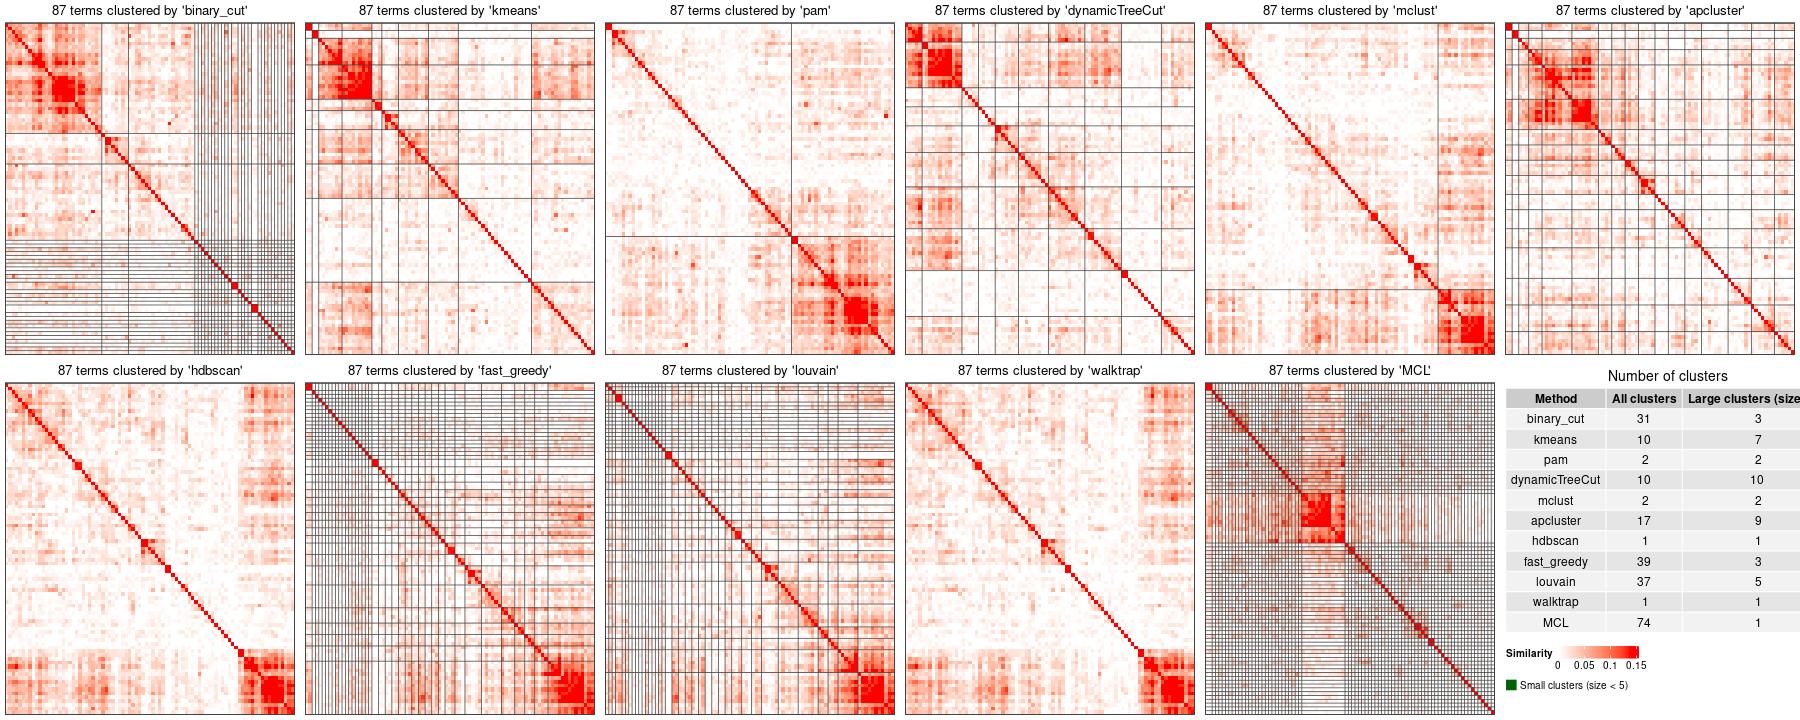 87 terms clustered by 'binary_cut'
87 terms clustered by 'kmeans'
87 terms clustered by 'pam'
87 terms clustered by 'dynamicTreeCut'
87 terms clustered by 'mclust'
87 terms clustered by 'apcluster'
87 terms clustered by 'hdbscan'
87 terms clustered by 'fast_greedy'
87 terms clustered by 'louvain'
87 terms clustered by 'walktrap'
87 terms clustered by 'MCL'
Number of clusters
Method All clusters Large clusters (size
binary_cut 31 3
kmeans 10 7
pam 2 2
dynamicTreeCut 10 10
mclust 2 2
apcluster 17 9
hdbscan 1 1
fast_greedy 39 3
louvain 37 5
walktrap 1 1
MCL 74 1
Similarity
0 0.05 0.1 0.15
Small clusters (size < 5)